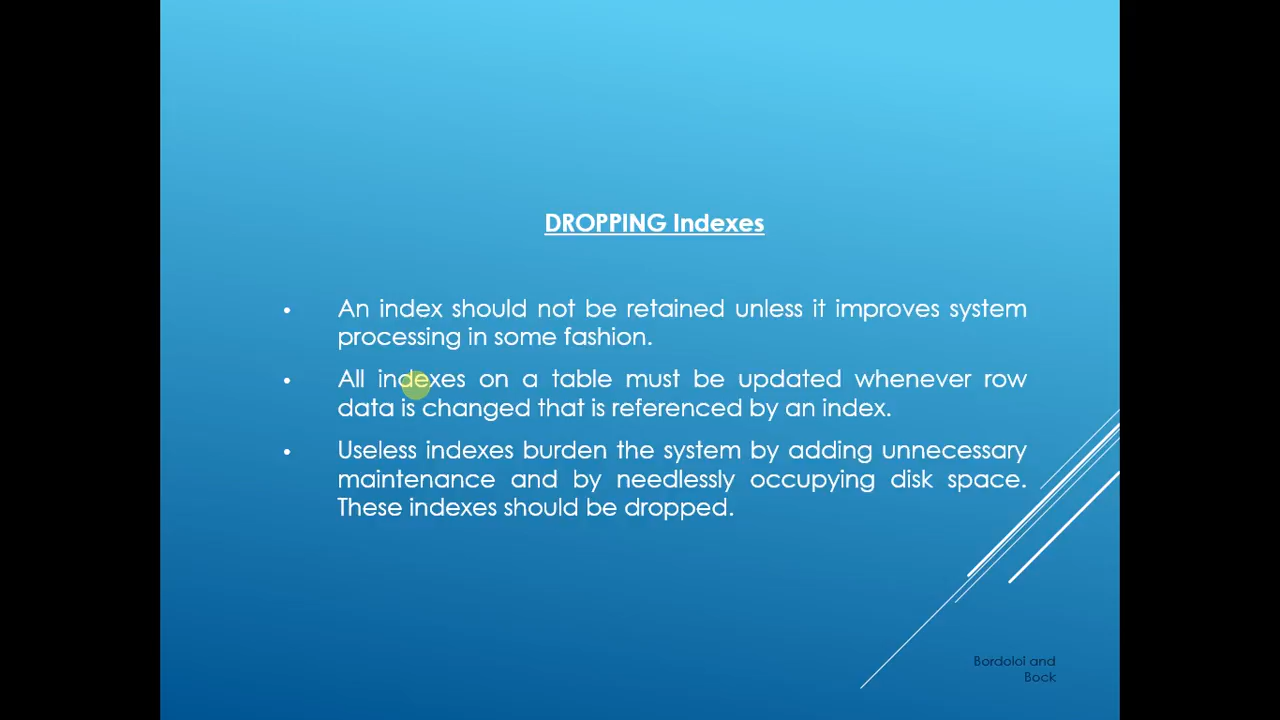 DROPPING Indexes
• An index should not be retained unless it improves system
processing in some fashion.
• All indexes on a table must be updated whenever row
data is changed that is referenced by an index.
• Useless indexes burden the system by adding unnecessary
maintenance and by needlessly occupying disk space.
These indexes should be dropped.
Bordoloi and
Bock